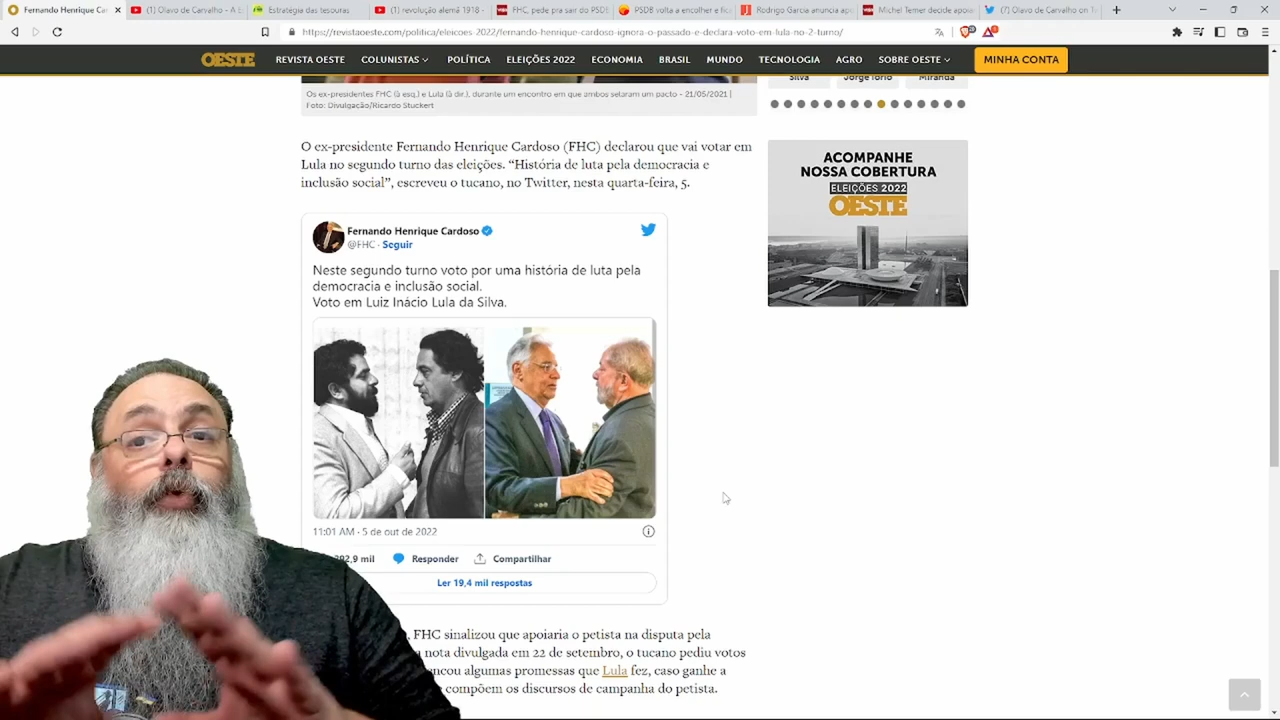 Fernando Henrique Car
(1) Olavo de Carvalho - A E
Estratégia das tesouras
(1) revolução alemã 1918 -
FHC, pede pra sair do PSDB
PSDB volta a encolher e fic
Rodrigo Garcia anuncia apo
Michel Temer decide apoia
(7) Olavo de Carvalho on T
https://revistaoeste.com/politica/eleicoes-2022/fernando-henrique-cardoso-ignora-o-passado-e-declara-voto-em-lula-no-2-turno/
OESTE
REVISTA OESTE
COLUNISTAS
POLÍTICA
ELEIÇÕES 2022
ECONOMIA
BRASIL
MUNDO
TECNOLOGIA
AGRO
SOBRE OESTE
MINHA CONTA
Silva
Jorge Iório
Miranda
Os ex-presidentes FHC (à esq.) e Lula (à dir.), durante um encontro em que ambos selaram um pacto - 21/05/2021 |
Foto: Divulgação/Ricardo Stuckert
O ex-presidente Fernando Henrique Cardoso (FHC) declarou que vai votar em
Lula no segundo turno das eleições. “História de luta pela democracia e
inclusão social”, escreveu o tucano, no Twitter, nesta quarta-feira, 5.
ACOMPANHE
NOSSA COBERTURA
ELEIÇÕES 2022
OESTE
Fernando Henrique Cardoso
@FHC · Seguir
Neste segundo turno voto por uma história de luta pela
democracia e inclusão social.
Voto em Luiz Inácio Lula da Silva.
11:01 AM · 5 de out de 2022
292,9 mil
Responder
Compartilhar
Ler 19,4 mil respostas
, FHC sinalizou que apoiaria o petista na disputa pela
nota divulgada em 22 de setembro, o tucano pediu votos
algumas promessas que Lula fez, caso ganhe a
compõem os discursos de campanha do petista.